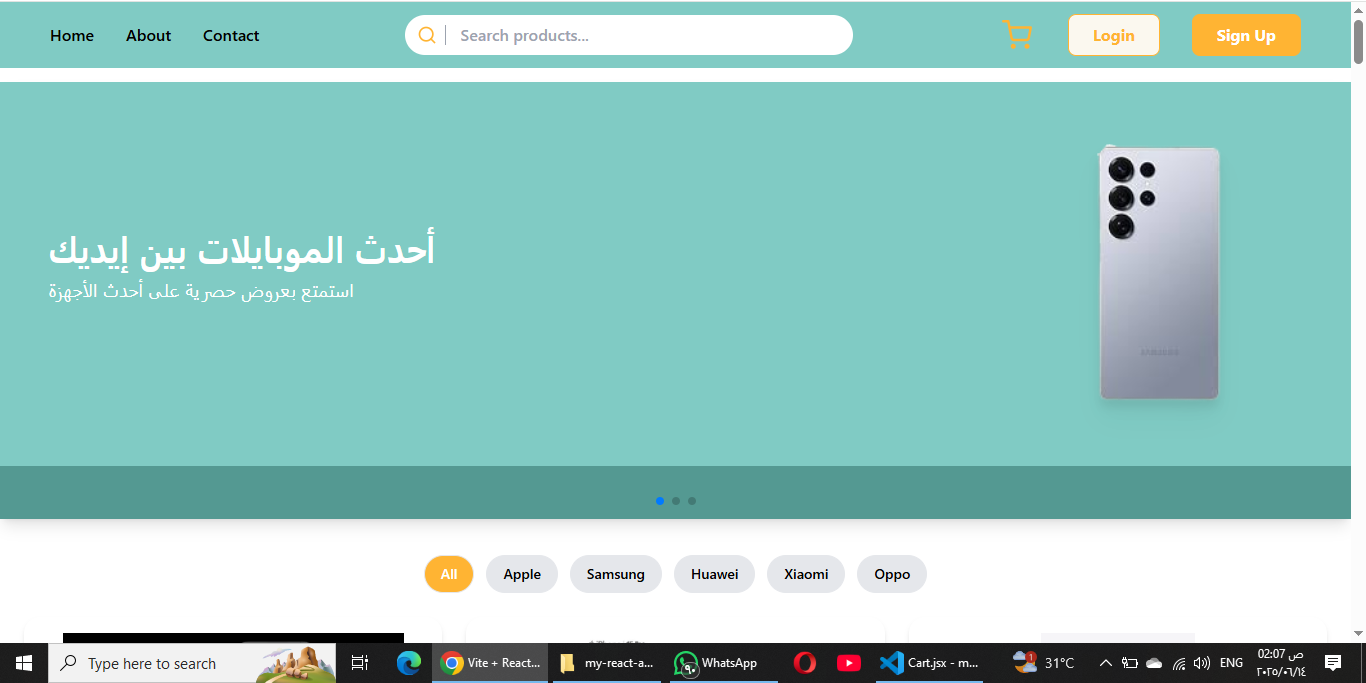 Home About Contact Search products... Login Sign Up
أحدث الموبايلات بين إيديك
استمتع بعروض حصرية على أحدث الأجهزة
SAMSUNG
All Apple Samsung Huawei Xiaomi Oppo
Type here to search Vite + React... my-react-a... WhatsApp Cart.jsx - m... 1 31°C ENG 02:07 ص
٢٠٢٥/٠٦/١٤